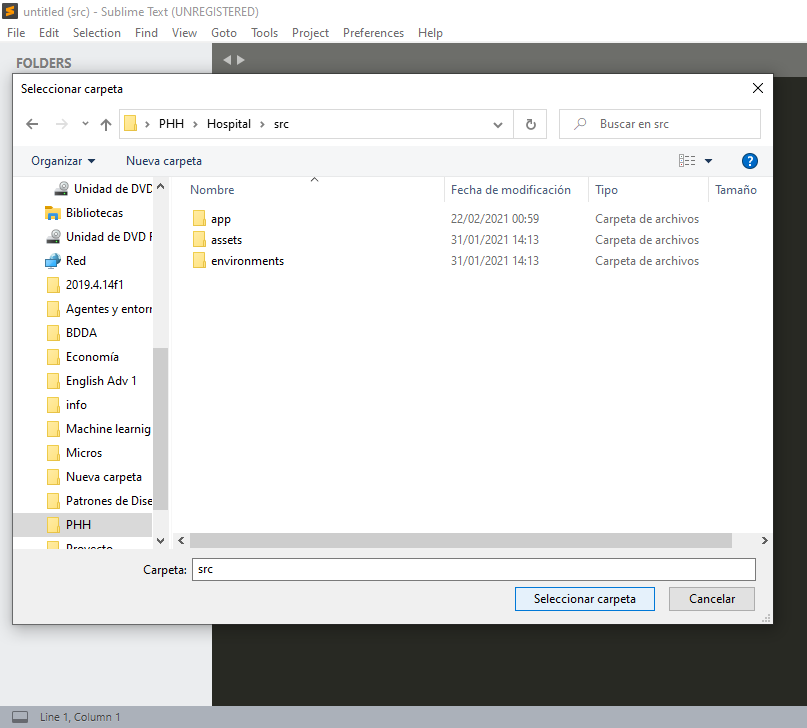 untitled (src) - Sublime Text (UNREGISTERED)
File Edit Selection Find View Goto Tools Project Preferences Help
FOLDERS
Seleccionar carpeta
PHH Hospital src
Buscar en src
Organizar Nueva carpeta
?
Unidad de DVD
Bibliotecas
Unidad de DVD F
Red
2019.4.14f1
Agentes y entorn
BDDA
Economía
English Adv 1
info
Machine learnig
Micros
Nueva carpeta
Patrones de Dise
PHH
Proyecto
Nombre Fecha de modificación Tipo Tamaño
app 22/02/2021 00:59 Carpeta de archivos
assets 31/01/2021 14:13 Carpeta de archivos
environments 31/01/2021 14:13 Carpeta de archivos
Carpeta: src
Seleccionar carpeta Cancelar
Line 1, Column 1